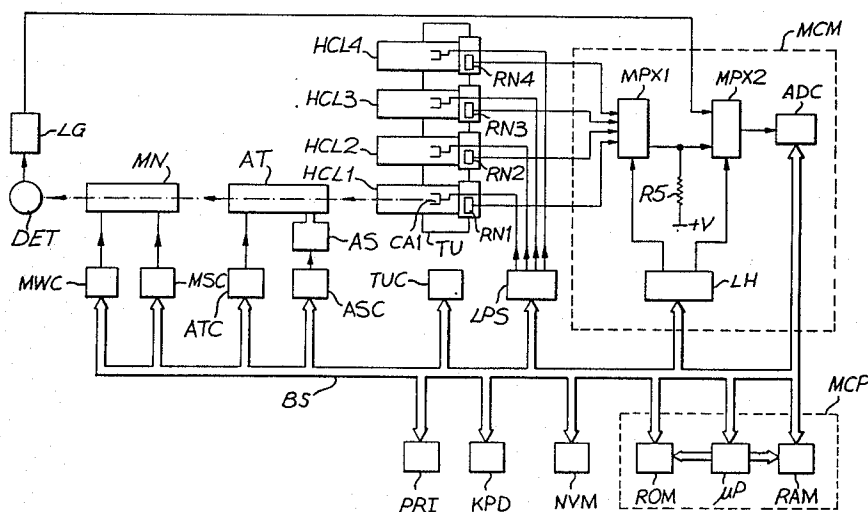 MCM
HCL4
RN4
MPX1
MPX2
ADC
HCL3
RN3
LG
HCL2
RN2
MN
AT
HCL1
R5
+V
DET
AS
CA1
TU
RN1
MWC
MSC
ATC
ASC
TUC
LPS
LH
BS
MCP
PRI
KPD
NVM
ROM
µP
RAM